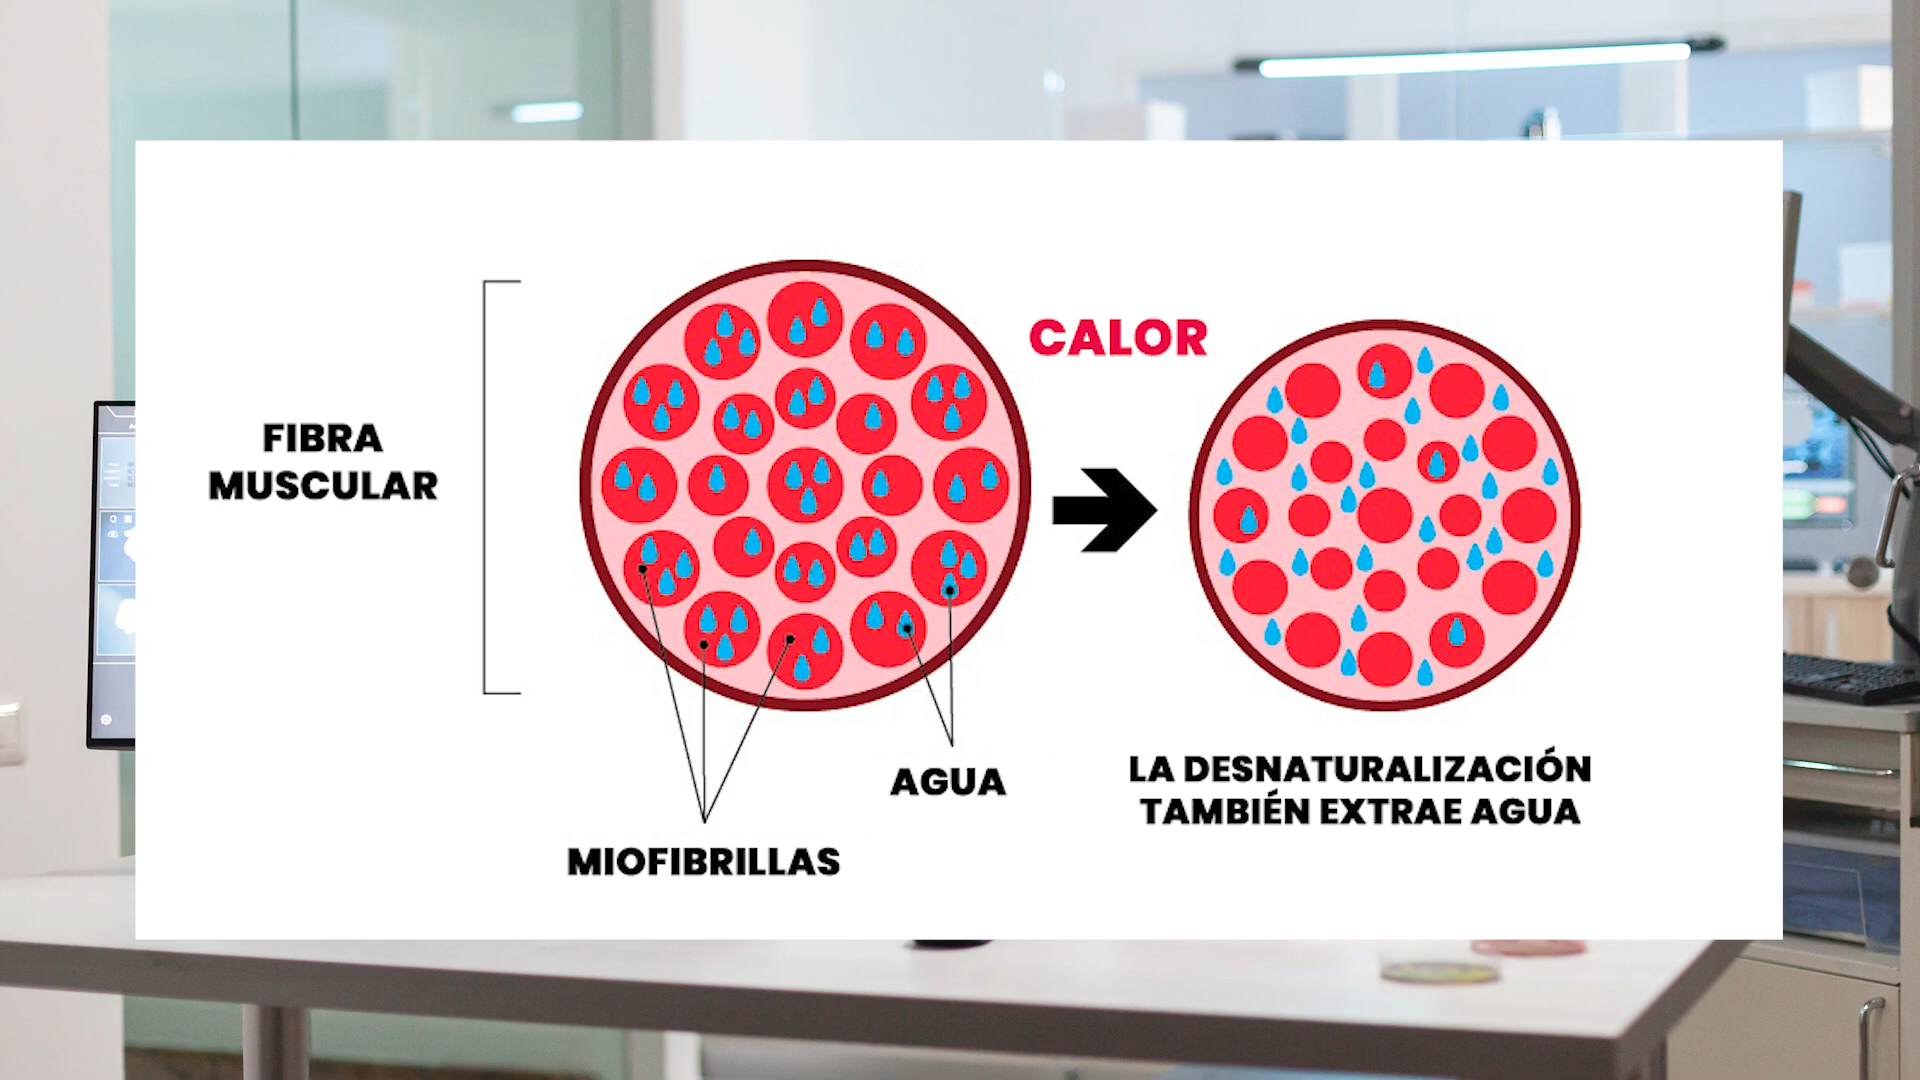 FIBRA
MUSCULAR
CALOR
AGUA
MIOFIBRILLAS
LA DESNATURALIZACIÓN
TAMBIÉN EXTRAE AGUA